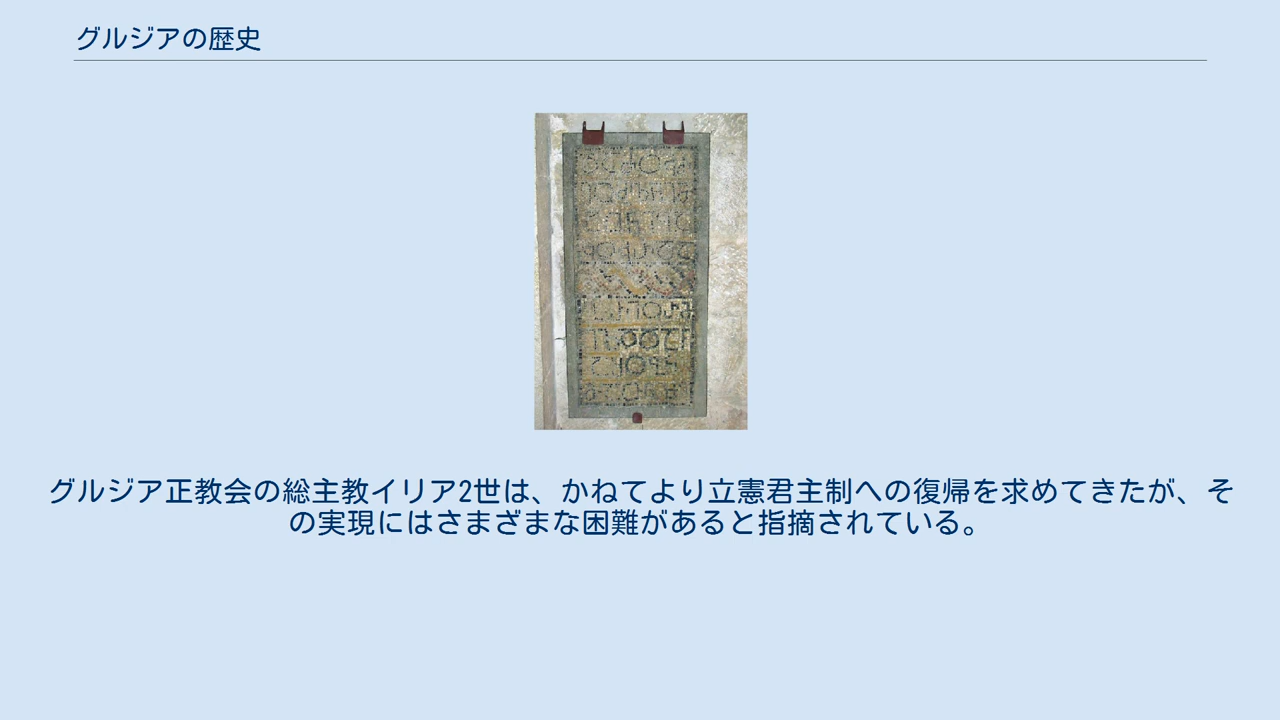 グルジアの歴史
グルジア正教会の総主教イリア2世は、かねてより立憲君主制への復帰を求めてきたが、そ
の実現にはさまざまな困難があると指摘されている。